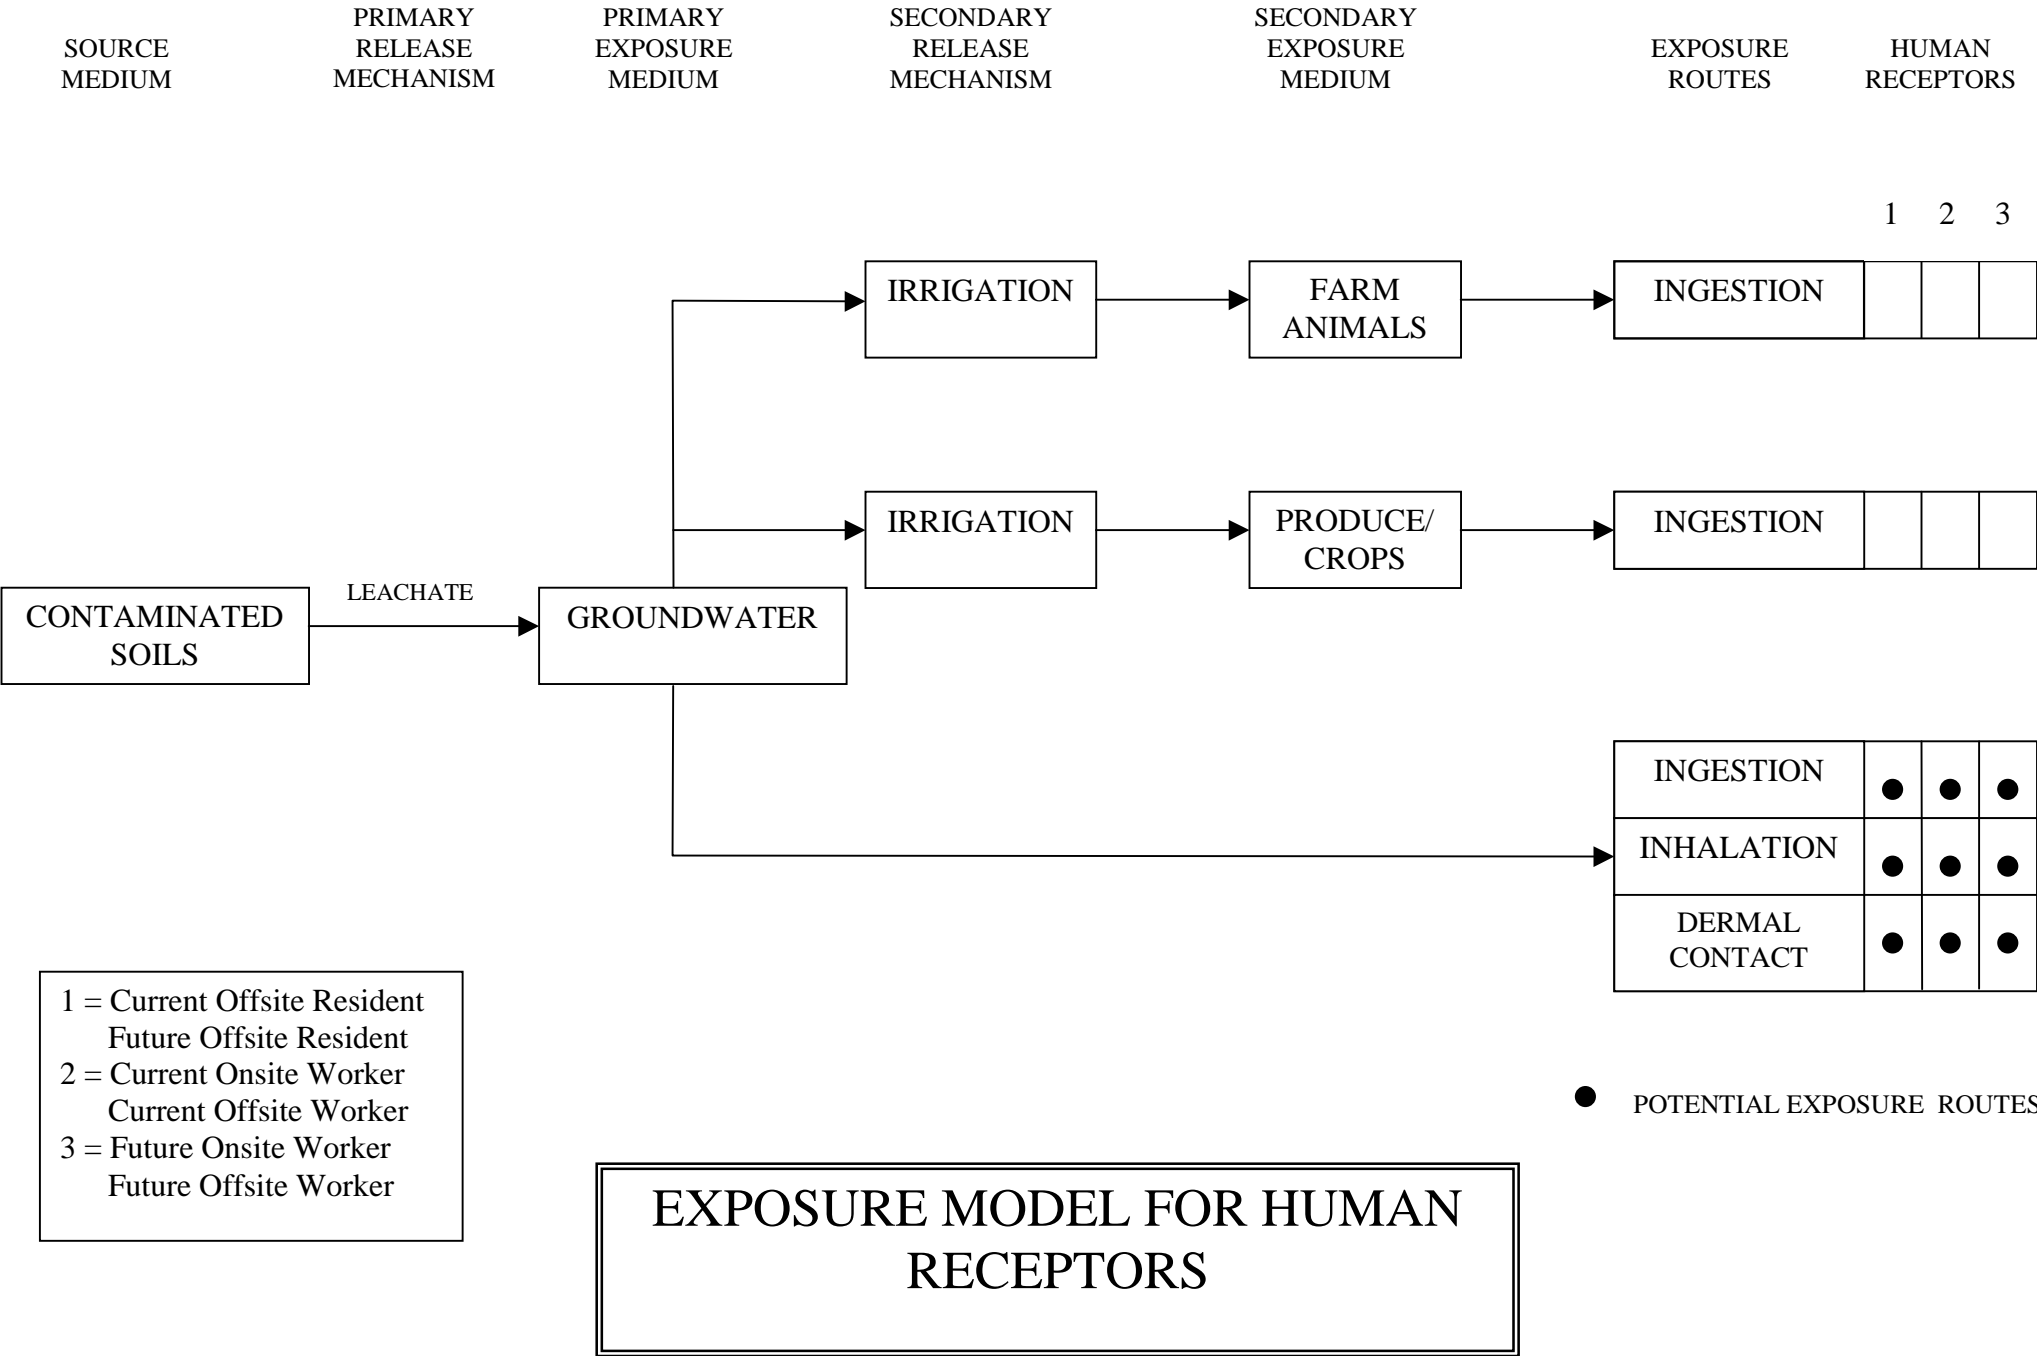 SOURCE
MEDIUM
PRIMARY
RELEASE
MECHANISM
PRIMARY
EXPOSURE
MEDIUM
SECONDARY
RELEASE
MECHANISM
SECONDARY
EXPOSURE
MEDIUM
EXPOSURE
ROUTES
HUMAN
RECEPTORS
1 2 3
IRRIGATION
FARM
ANIMALS
INGESTION
IRRIGATION
PRODUCE/
CROPS
INGESTION
CONTAMINATED
SOILS
LEACHATE
GROUNDWATER
INGESTION
INHALATION
DERMAL
CONTACT
1 = Current Offsite Resident
Future Offsite Resident
2 = Current Onsite Worker
Current Offsite Worker
3 = Future Onsite Worker
Future Offsite Worker
● POTENTIAL EXPOSURE ROUTES
EXPOSURE MODEL FOR HUMAN
RECEPTORS